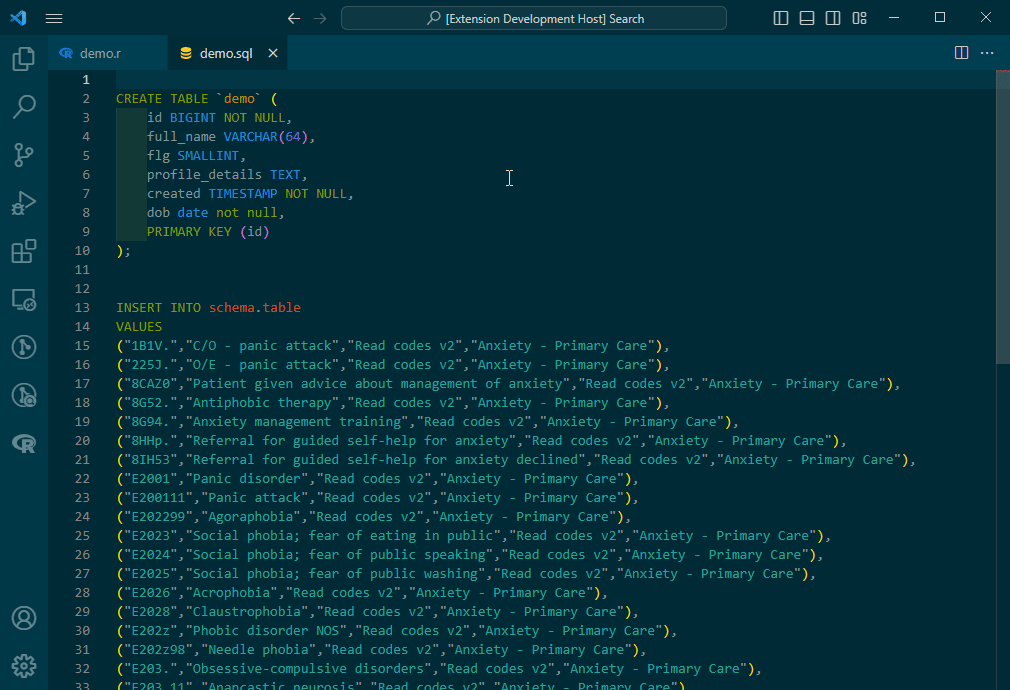 [Extension Development Host] Search
demo.r
demo.sql
1
2 CREATE TABLE `demo` (
3 id BIGINT NOT NULL,
4 full_name VARCHAR(64),
5 flg SMALLINT,
6 profile_details TEXT,
7 created TIMESTAMP NOT NULL,
8 dob date not null,
9 PRIMARY KEY (id)
10 );
11
12
13 INSERT INTO schema.table
14 VALUES
15 ("1B1V.","C/O - panic attack","Read codes v2","Anxiety - Primary Care"),
16 ("225J.","O/E - panic attack","Read codes v2","Anxiety - Primary Care"),
17 ("8CAZ0","Patient given advice about management of anxiety","Read codes v2","Anxiety - Primary Care"),
18 ("8G52.","Antiphobic therapy","Read codes v2","Anxiety - Primary Care"),
19 ("8G94.","Anxiety management training","Read codes v2","Anxiety - Primary Care"),
20 ("8HHp.","Referral for guided self-help for anxiety","Read codes v2","Anxiety - Primary Care"),
21 ("8IH53","Referral for guided self-help for anxiety declined","Read codes v2","Anxiety - Primary Care"),
22 ("E2001","Panic disorder","Read codes v2","Anxiety - Primary Care"),
23 ("E200111","Panic attack","Read codes v2","Anxiety - Primary Care"),
24 ("E202299","Agoraphobia","Read codes v2","Anxiety - Primary Care"),
25 ("E2023","Social phobia; fear of eating in public","Read codes v2","Anxiety - Primary Care"),
26 ("E2024","Social phobia; fear of public speaking","Read codes v2","Anxiety - Primary Care"),
27 ("E2025","Social phobia; fear of public washing","Read codes v2","Anxiety - Primary Care"),
28 ("E2026","Acrophobia","Read codes v2","Anxiety - Primary Care"),
29 ("E2028","Claustrophobia","Read codes v2","Anxiety - Primary Care"),
30 ("E202z","Phobic disorder NOS","Read codes v2","Anxiety - Primary Care"),
31 ("E202z98","Needle phobia","Read codes v2","Anxiety - Primary Care"),
32 ("E203.","Obsessive-compulsive disorders","Read codes v2","Anxiety - Primary Care"),
33 ("E203.11","Anancastic neurosis","Read codes v2","Anxiety - Primary Care"),